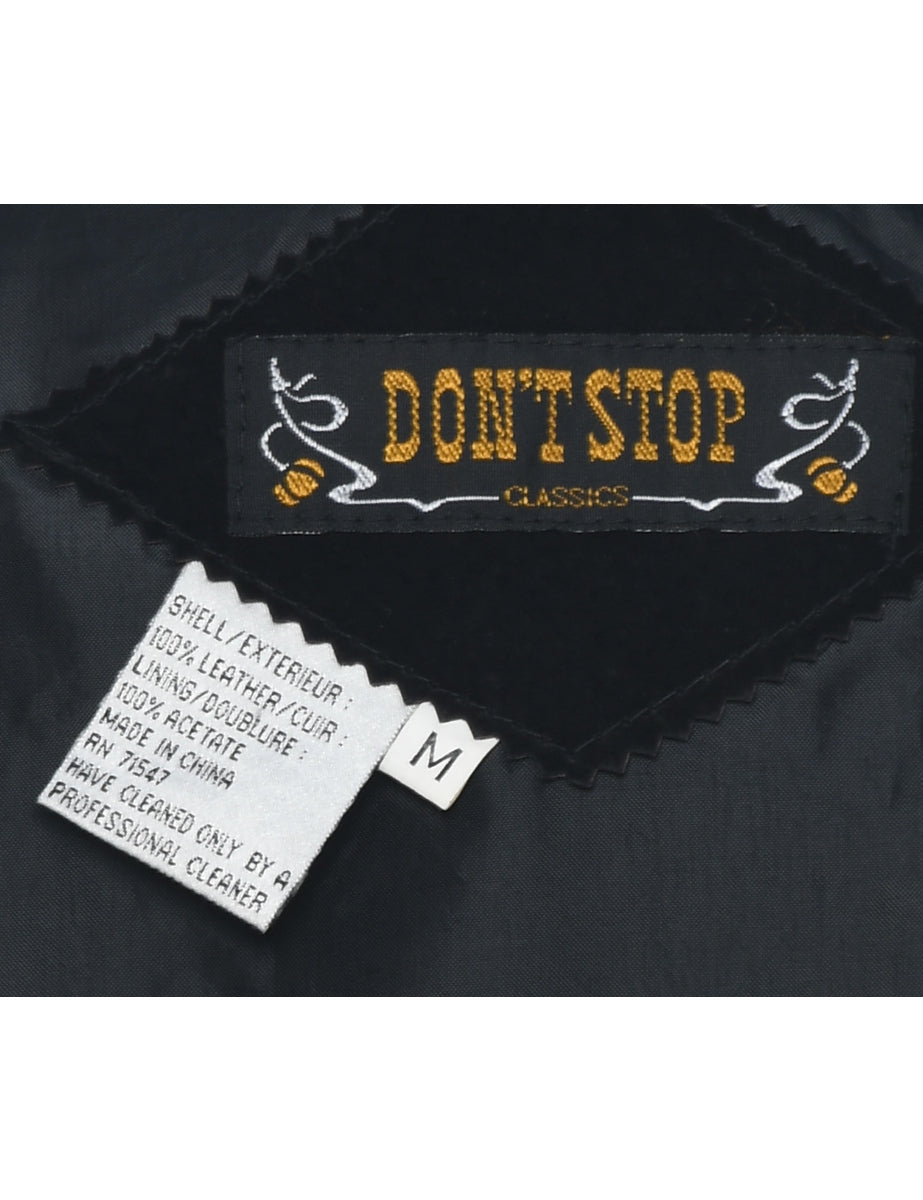 DON'T STOP
CLASSICS
SHELL/EXTERIEUR:
100% LEATHER/CUIR:
LINING/DOUBLURE:
100% ACETATE
MADE IN CHINA
RN 71547
HAVE CLEANED ONLY BY A
PROFESSIONAL CLEANER
M